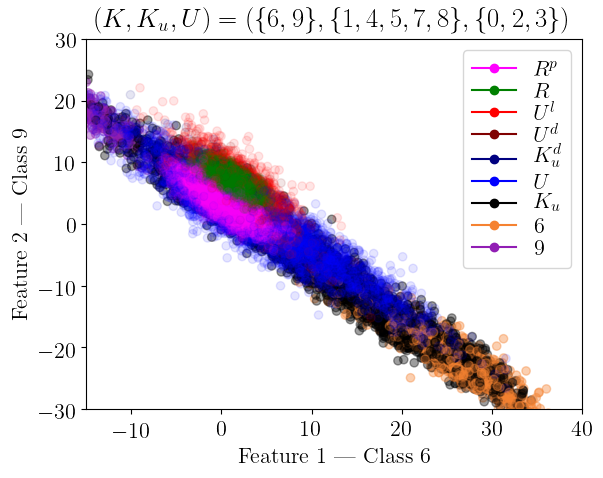 (K, K_u, U) = ({6, 9}, {1, 4, 5, 7, 8}, {0, 2, 3})
30
20
10
0
−10
−20
−30
Feature 2 — Class 9
R^p
R
U^l
U^d
K_u^d
U
K_u
6
9
−10
0
10
20
30
40
Feature 1 — Class 6